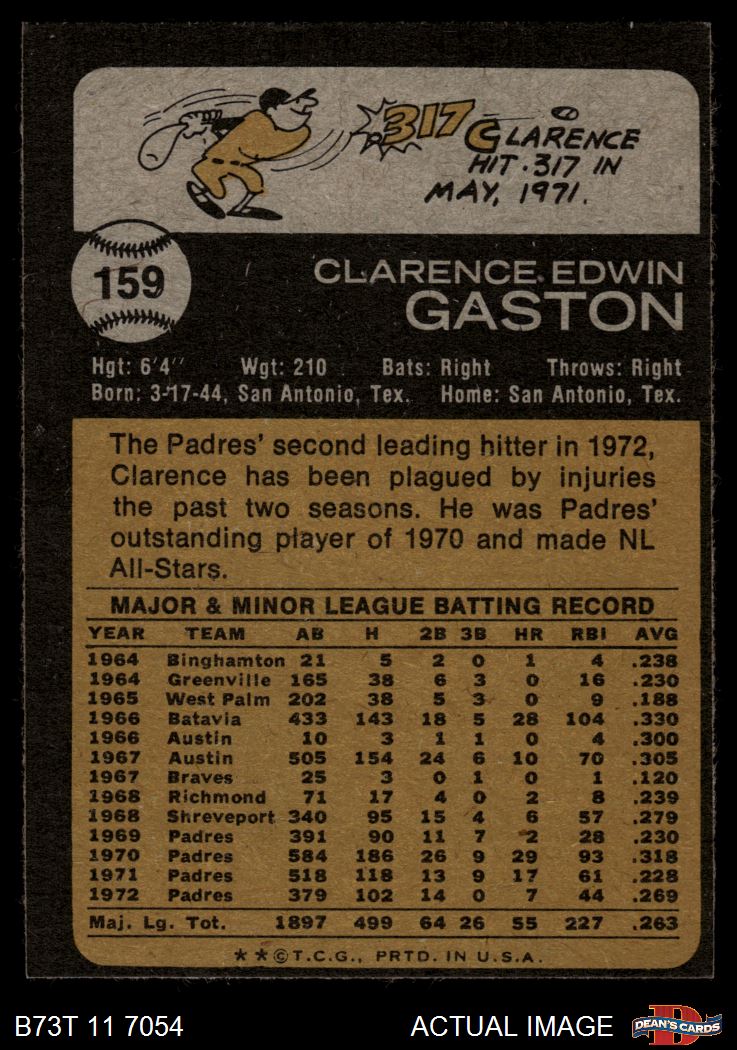 .317
CLARENCE
HIT .317 IN
MAY, 1971.
159
CLARENCE EDWIN
GASTON
Hgt: 6'4" Wgt: 210 Bats: Right Throws: Right
Born: 3-17-44, San Antonio, Tex. Home: San Antonio, Tex.
The Padres' second leading hitter in 1972,
Clarence has been plagued by injuries
the past two seasons. He was Padres'
outstanding player of 1970 and made NL
All-Stars.
MAJOR & MINOR LEAGUE BATTING RECORD
YEAR TEAM AB H 2B 3B HR RBI AVG
1964 Binghamton 21 5 2 0 1 4 .238
1964 Greenville 165 38 6 3 0 16 .230
1965 West Palm 202 38 5 3 0 9 .188
1966 Batavia 433 143 18 5 28 104 .330
1966 Austin 10 3 1 1 0 4 .300
1967 Austin 505 154 24 6 10 70 .305
1967 Braves 25 3 0 1 0 1 .120
1968 Richmond 71 17 4 0 2 8 .239
1968 Shreveport 340 95 15 4 6 57 .279
1969 Padres 391 90 11 7 2 28 .230
1970 Padres 584 186 26 9 29 93 .318
1971 Padres 518 118 13 9 17 61 .228
1972 Padres 379 102 14 0 7 44 .269
Maj. Lg. Tot. 1897 499 64 26 55 227 .263
**©T.C.G., PRTD. IN U.S.A.
B73T 11 7054 ACTUAL IMAGE D DEAN'S CARDS